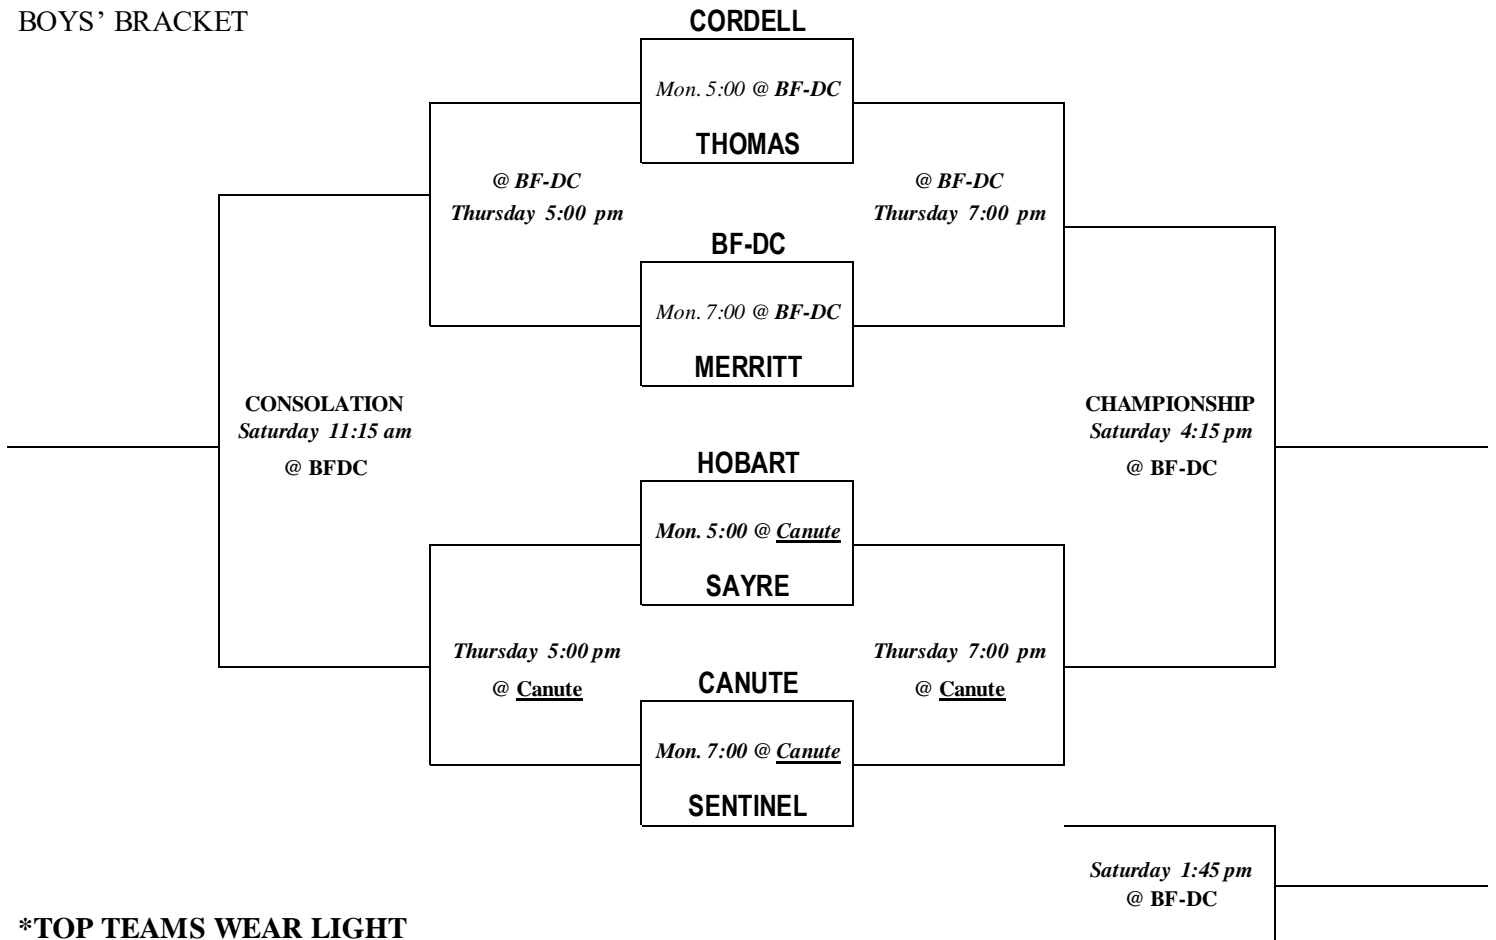 BOYS’ BRACKET
CORDELL
Mon. 5:00 @ BF-DC
THOMAS
@ BF-DC
Thursday 5:00 pm
@ BF-DC
Thursday 7:00 pm
BF-DC
Mon. 7:00 @ BF-DC
MERRITT
CONSOLATION
Saturday 11:15 am
@ BFDC
CHAMPIONSHIP
Saturday 4:15 pm
@ BF-DC
HOBART
Mon. 5:00 @ Canute
SAYRE
Thursday 5:00 pm
@ Canute
Thursday 7:00 pm
@ Canute
CANUTE
Mon. 7:00 @ Canute
SENTINEL
Saturday 1:45 pm
@ BF-DC
*TOP TEAMS WEAR LIGHT